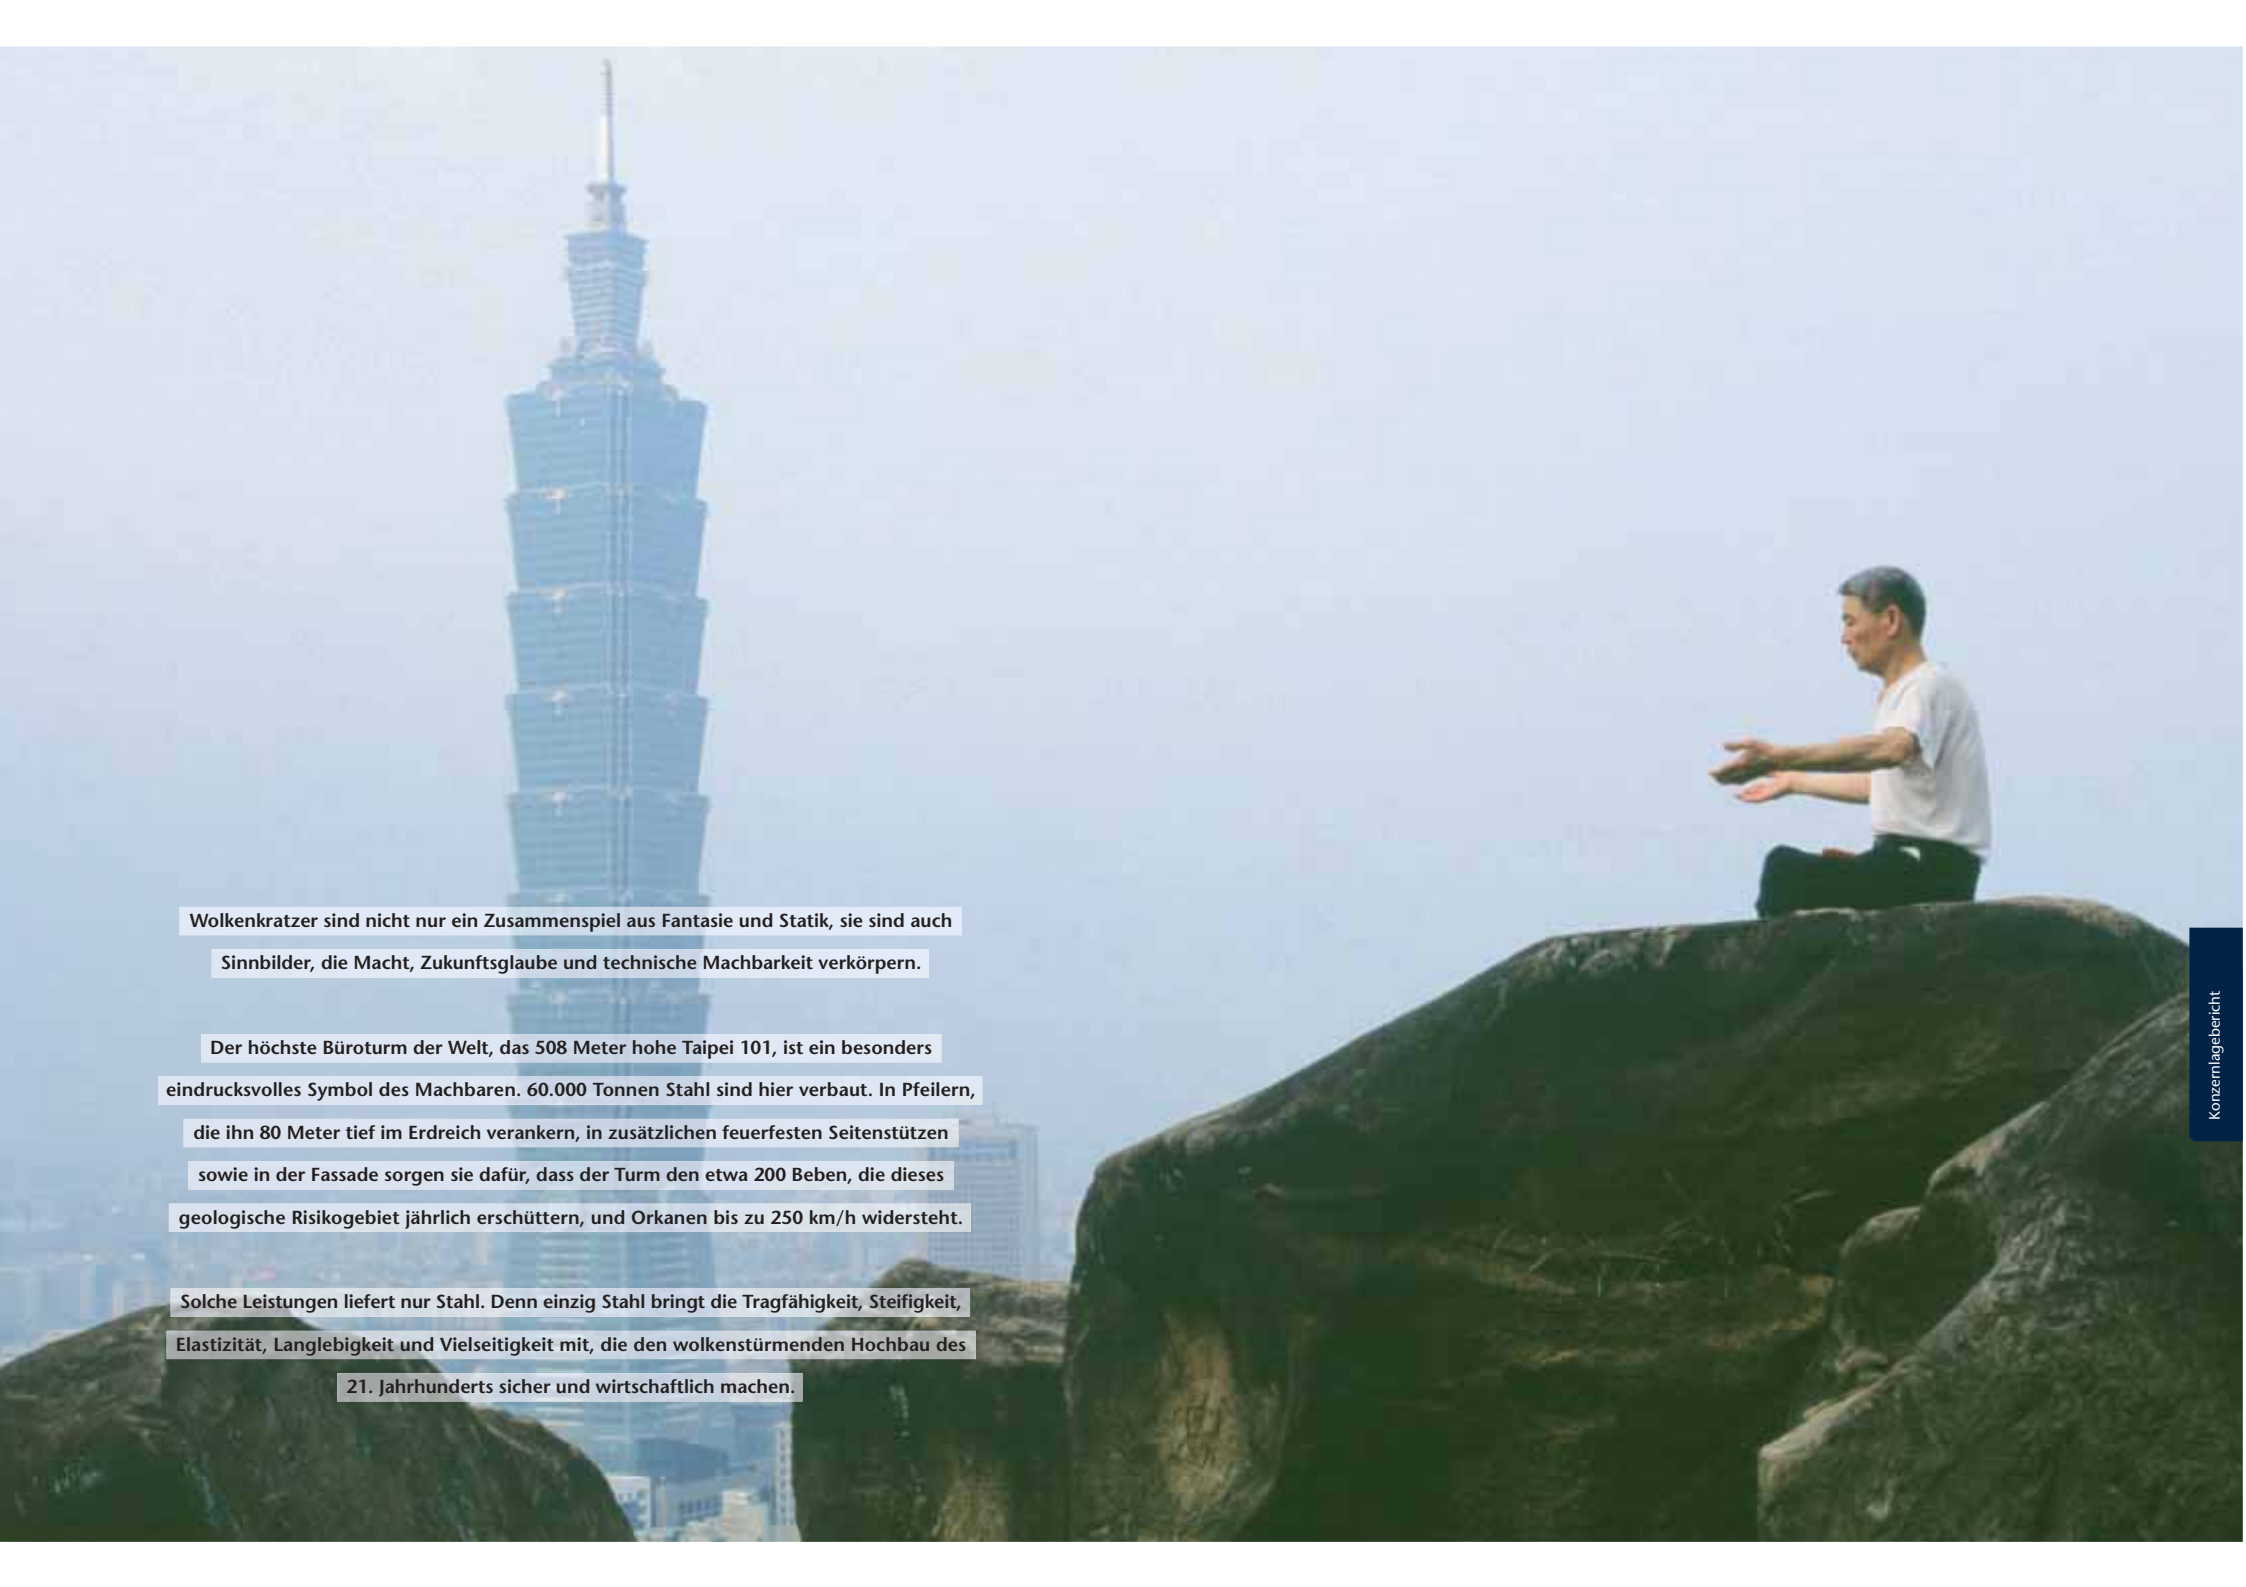 Wolkenkratzer sind nicht nur ein Zusammenspiel aus Fantasie und Statik, sie sind auch
Sinnbilder, die Macht, Zukunftsglaube und technische Machbarkeit verkörpern.
Der höchste Büroturm der Welt, das 508 Meter hohe Taipei 101, ist ein besonders
eindrucksvolles Symbol des Machbaren. 60.000 Tonnen Stahl sind hier verbaut. In Pfeilern,
die ihn 80 Meter tief im Erdreich verankern, in zusätzlichen feuerfesten Seitenstützen
sowie in der Fassade sorgen sie dafür, dass der Turm den etwa 200 Beben, die dieses
geologische Risikogebiet jährlich erschüttern, und Orkanen bis zu 250 km/h widersteht.
Solche Leistungen liefert nur Stahl. Denn einzig Stahl bringt die Tragfähigkeit, Steifigkeit,
Elastizität, Langlebigkeit und Vielseitigkeit mit, die den wolkenstürmenden Hochbau des
21. Jahrhunderts sicher und wirtschaftlich machen.
Konzernlagebericht